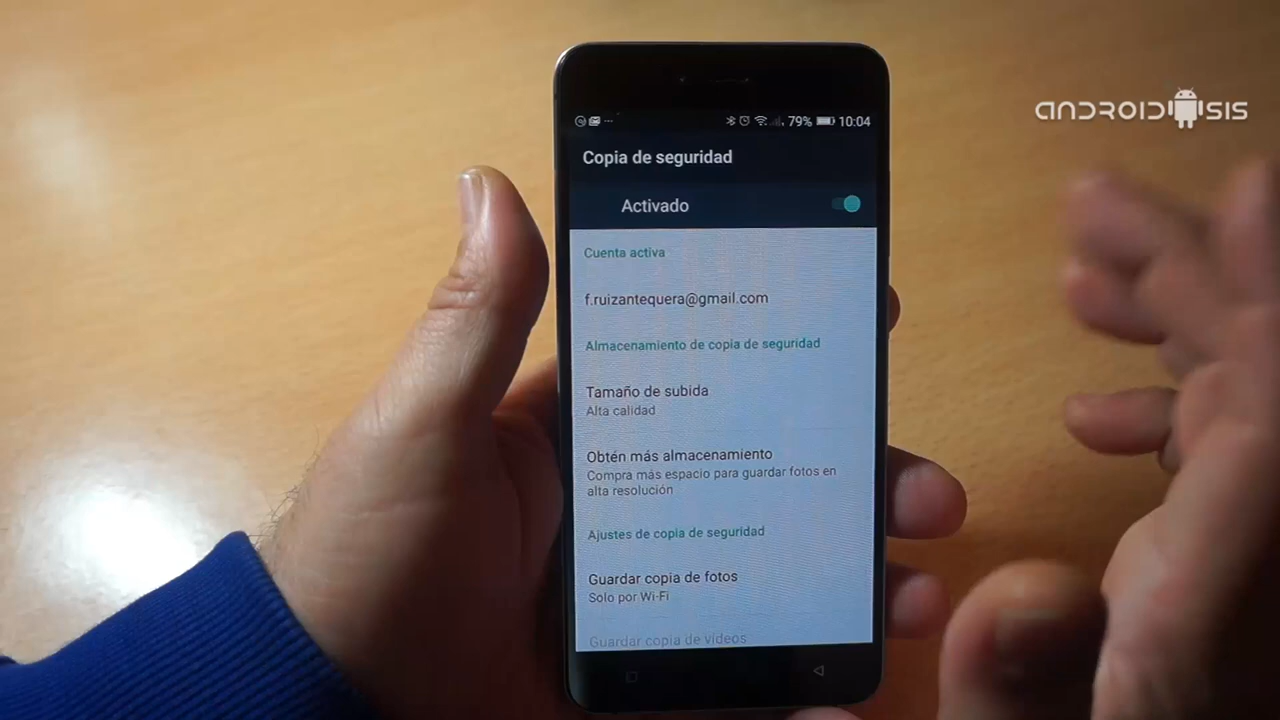 ANDROIDSIS
79% 10:04
Copia de seguridad
Activado
Cuenta activa
f.ruizantequera@gmail.com
Almacenamiento de copia de seguridad
Tamaño de subida
Alta calidad
Obtén más almacenamiento
Compra más espacio para guardar fotos en
alta resolución
Ajustes de copia de seguridad
Guardar copia de fotos
Solo por Wi-Fi
Guardar copia de vídeos